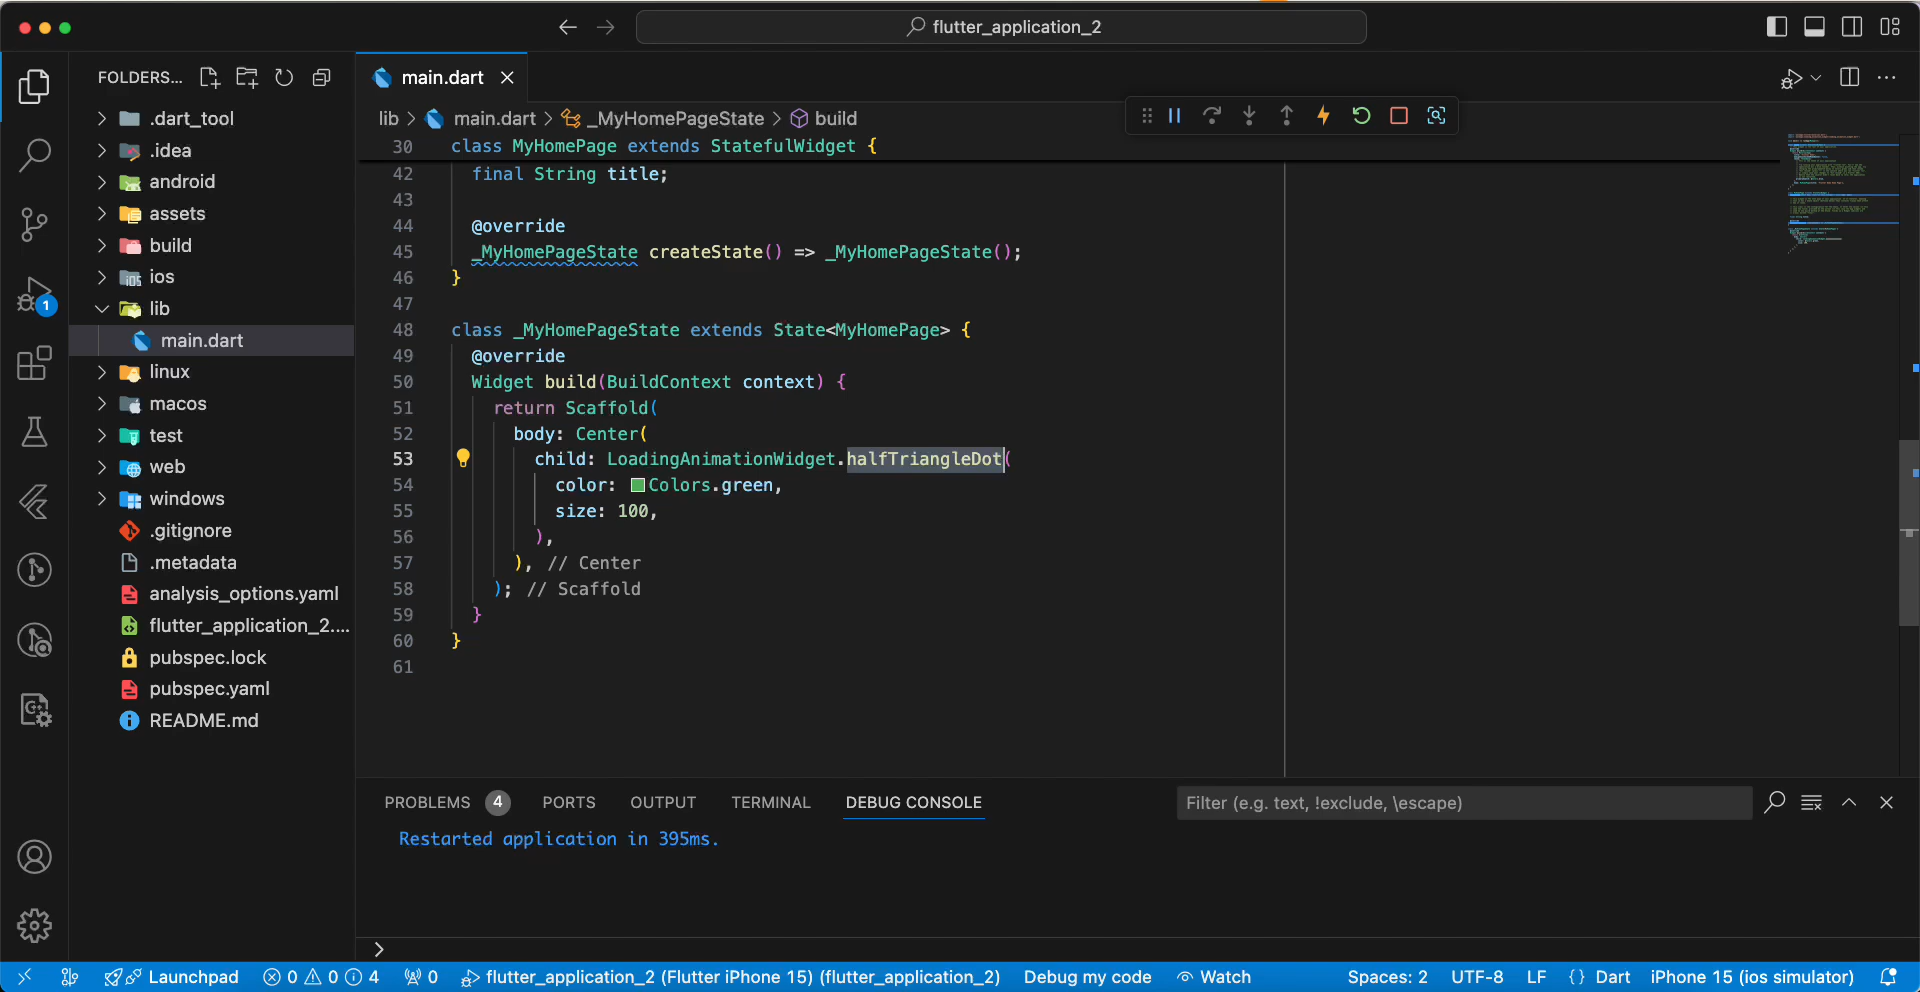 flutter_application_2
FOLDERS...
main.dart
lib > main.dart > _MyHomePageState > build
.dart_tool
.idea
android
assets
build
ios
lib
main.dart
linux
macos
test
web
windows
.gitignore
.metadata
analysis_options.yaml
flutter_application_2....
pubspec.lock
pubspec.yaml
README.md
1
30 class MyHomePage extends StatefulWidget {
42 final String title;
43
44 @override
45 _MyHomePageState createState() => _MyHomePageState();
46 }
47
48 class _MyHomePageState extends State<MyHomePage> {
49 @override
50 Widget build(BuildContext context) {
51 return Scaffold(
52 body: Center(
53 child: LoadingAnimationWidget.halfTriangleDot(
54 color: Colors.green,
55 size: 100,
56 ),
57 ), // Center
58 ); // Scaffold
59 }
60 }
61
PROBLEMS 4 PORTS OUTPUT TERMINAL DEBUG CONSOLE Filter (e.g. text, !exclude, \escape)
Restarted application in 395ms.
>
Launchpad 0 0 4 0 flutter_application_2 (Flutter iPhone 15) (flutter_application_2) Debug my code Watch Spaces: 2 UTF-8 LF {} Dart iPhone 15 (ios simulator)